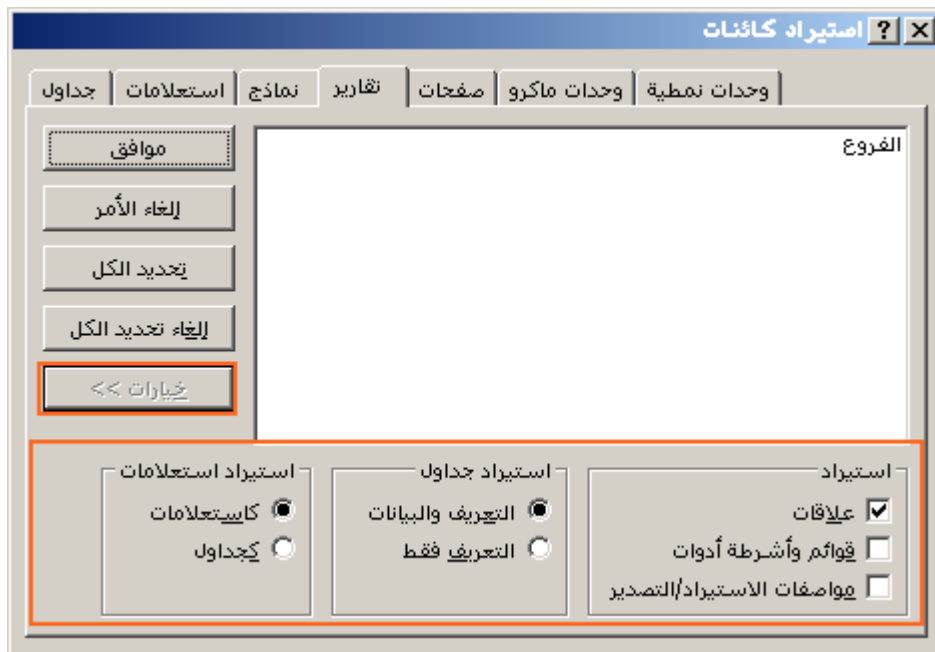 استيراد كائنات
جداول استعلامات نماذج تقارير صفحات وحدات ماكرو وحدات نمطية
الفروع
موافق
إلغاء الأمر
تحديد الكل
إلغاء تحديد الكل
خيارات >>
استيراد
علاقات
قوائم وأشرطة أدوات
مواصفات الاستيراد/التصدير
استيراد جداول
التعريف والبيانات
التعريف فقط
استيراد استعلامات
كاستعلامات
كجداول